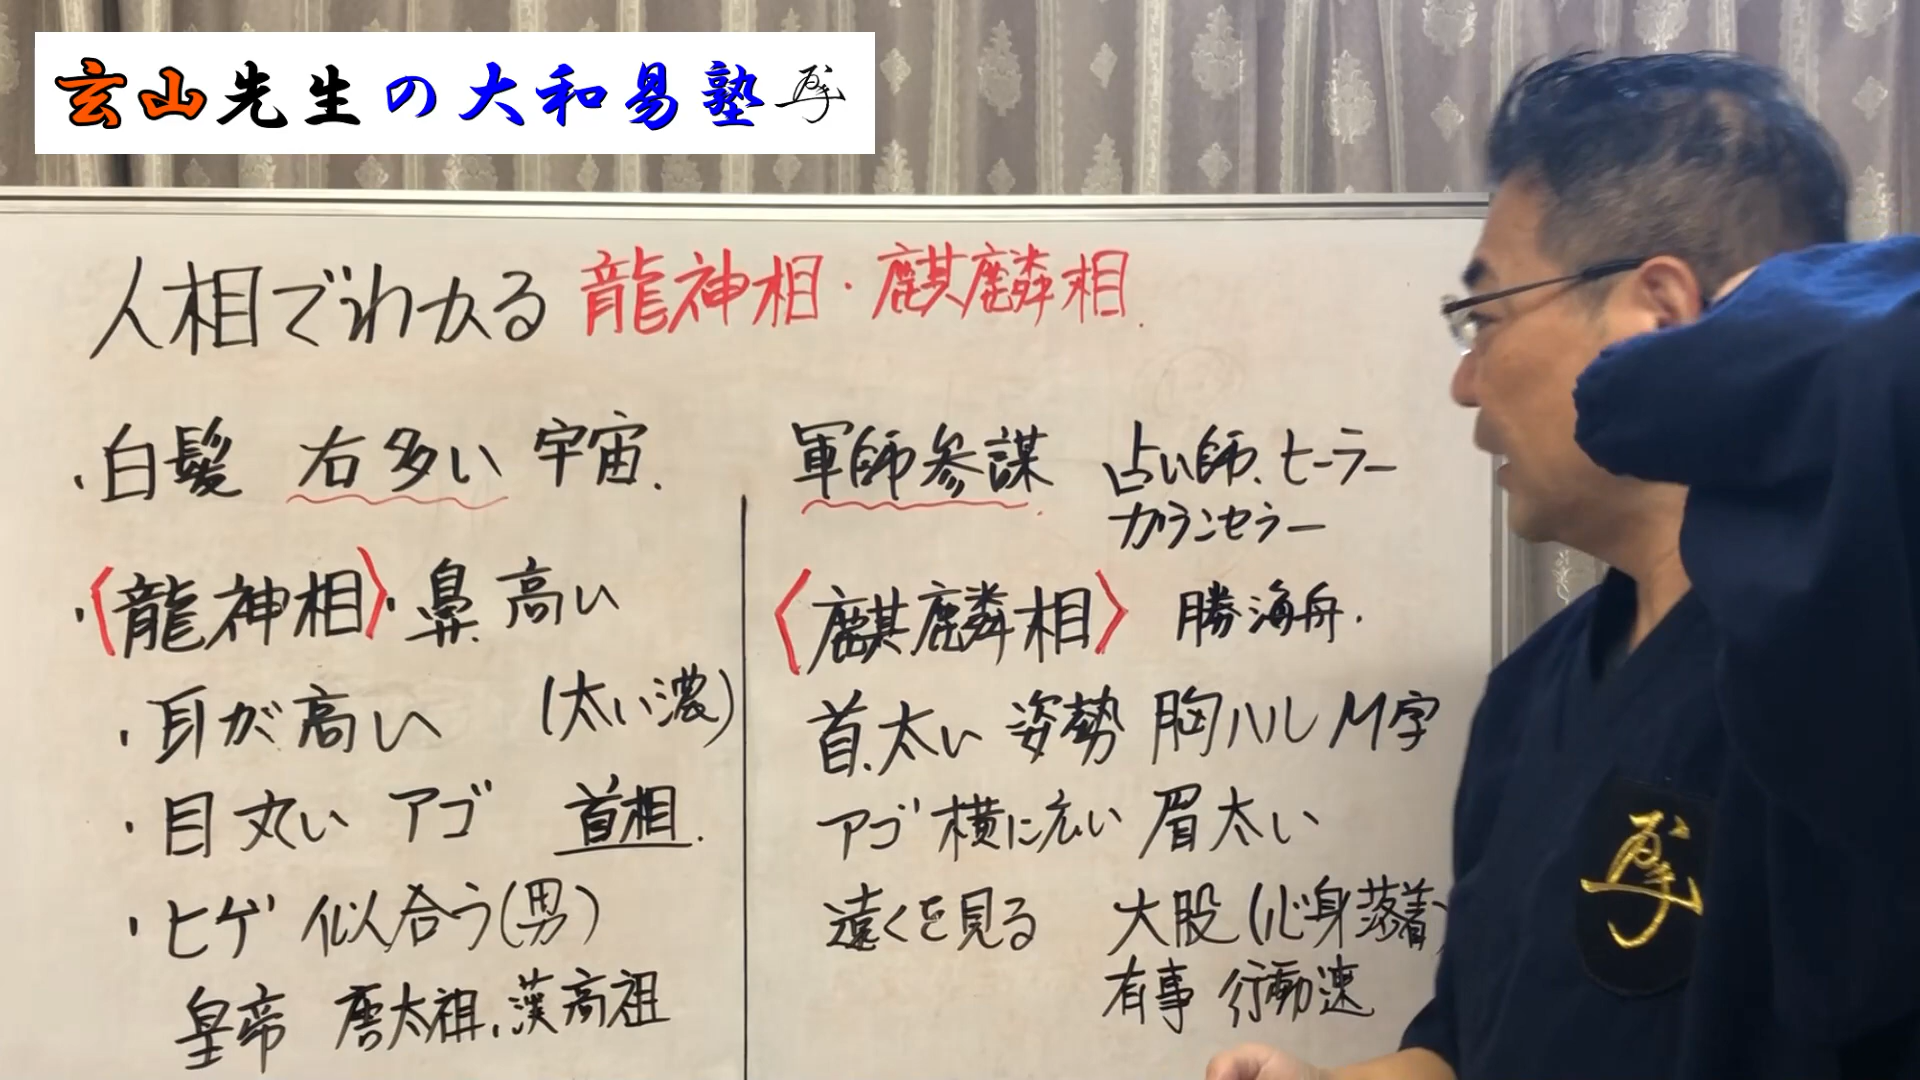 玄山先生の大和易塾
人相でわかる 龍神相・麒麟相.
・白髪 右多い 宇宙.
・〈龍神相〉・鼻.高い
・耳が高い (太い濃)
・目丸い アゴ 首相.
・ヒゲ 似合う(男)
皇帝 唐太祖,漢高祖
軍師参謀 占い師、ヒーラー
カウンセラー
〈麒麟相〉 勝海舟.
首.太い 姿勢 胸ハル M字
アゴ 横に広い 眉太い
遠くを見る 大股(心身落着)
有事 行動速